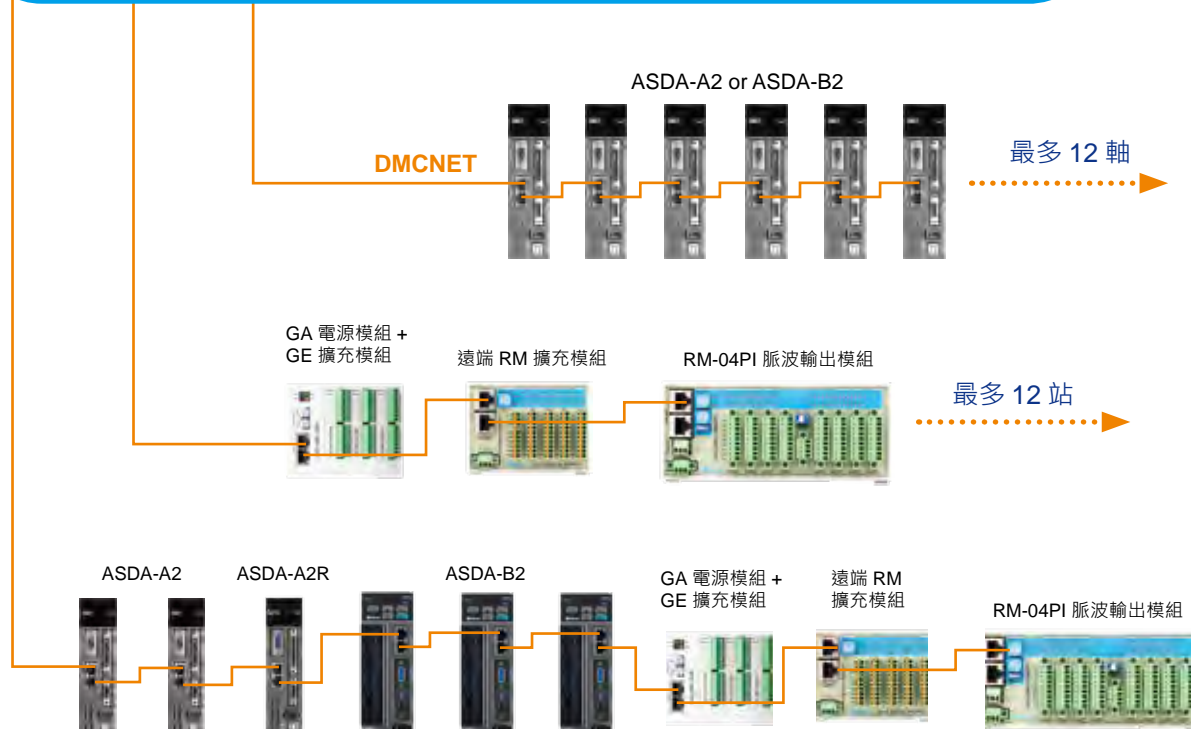 ASDA-A2 or ASDA-B2
DMCNET
最多 12 軸
GA 電源模組 +
GE 擴充模組
遠端 RM 擴充模組
RM-04PI 脈波輸出模組
最多 12 站
ASDA-A2
ASDA-A2R
ASDA-B2
GA 電源模組 +
GE 擴充模組
遠端 RM
擴充模組
RM-04PI 脈波輸出模組